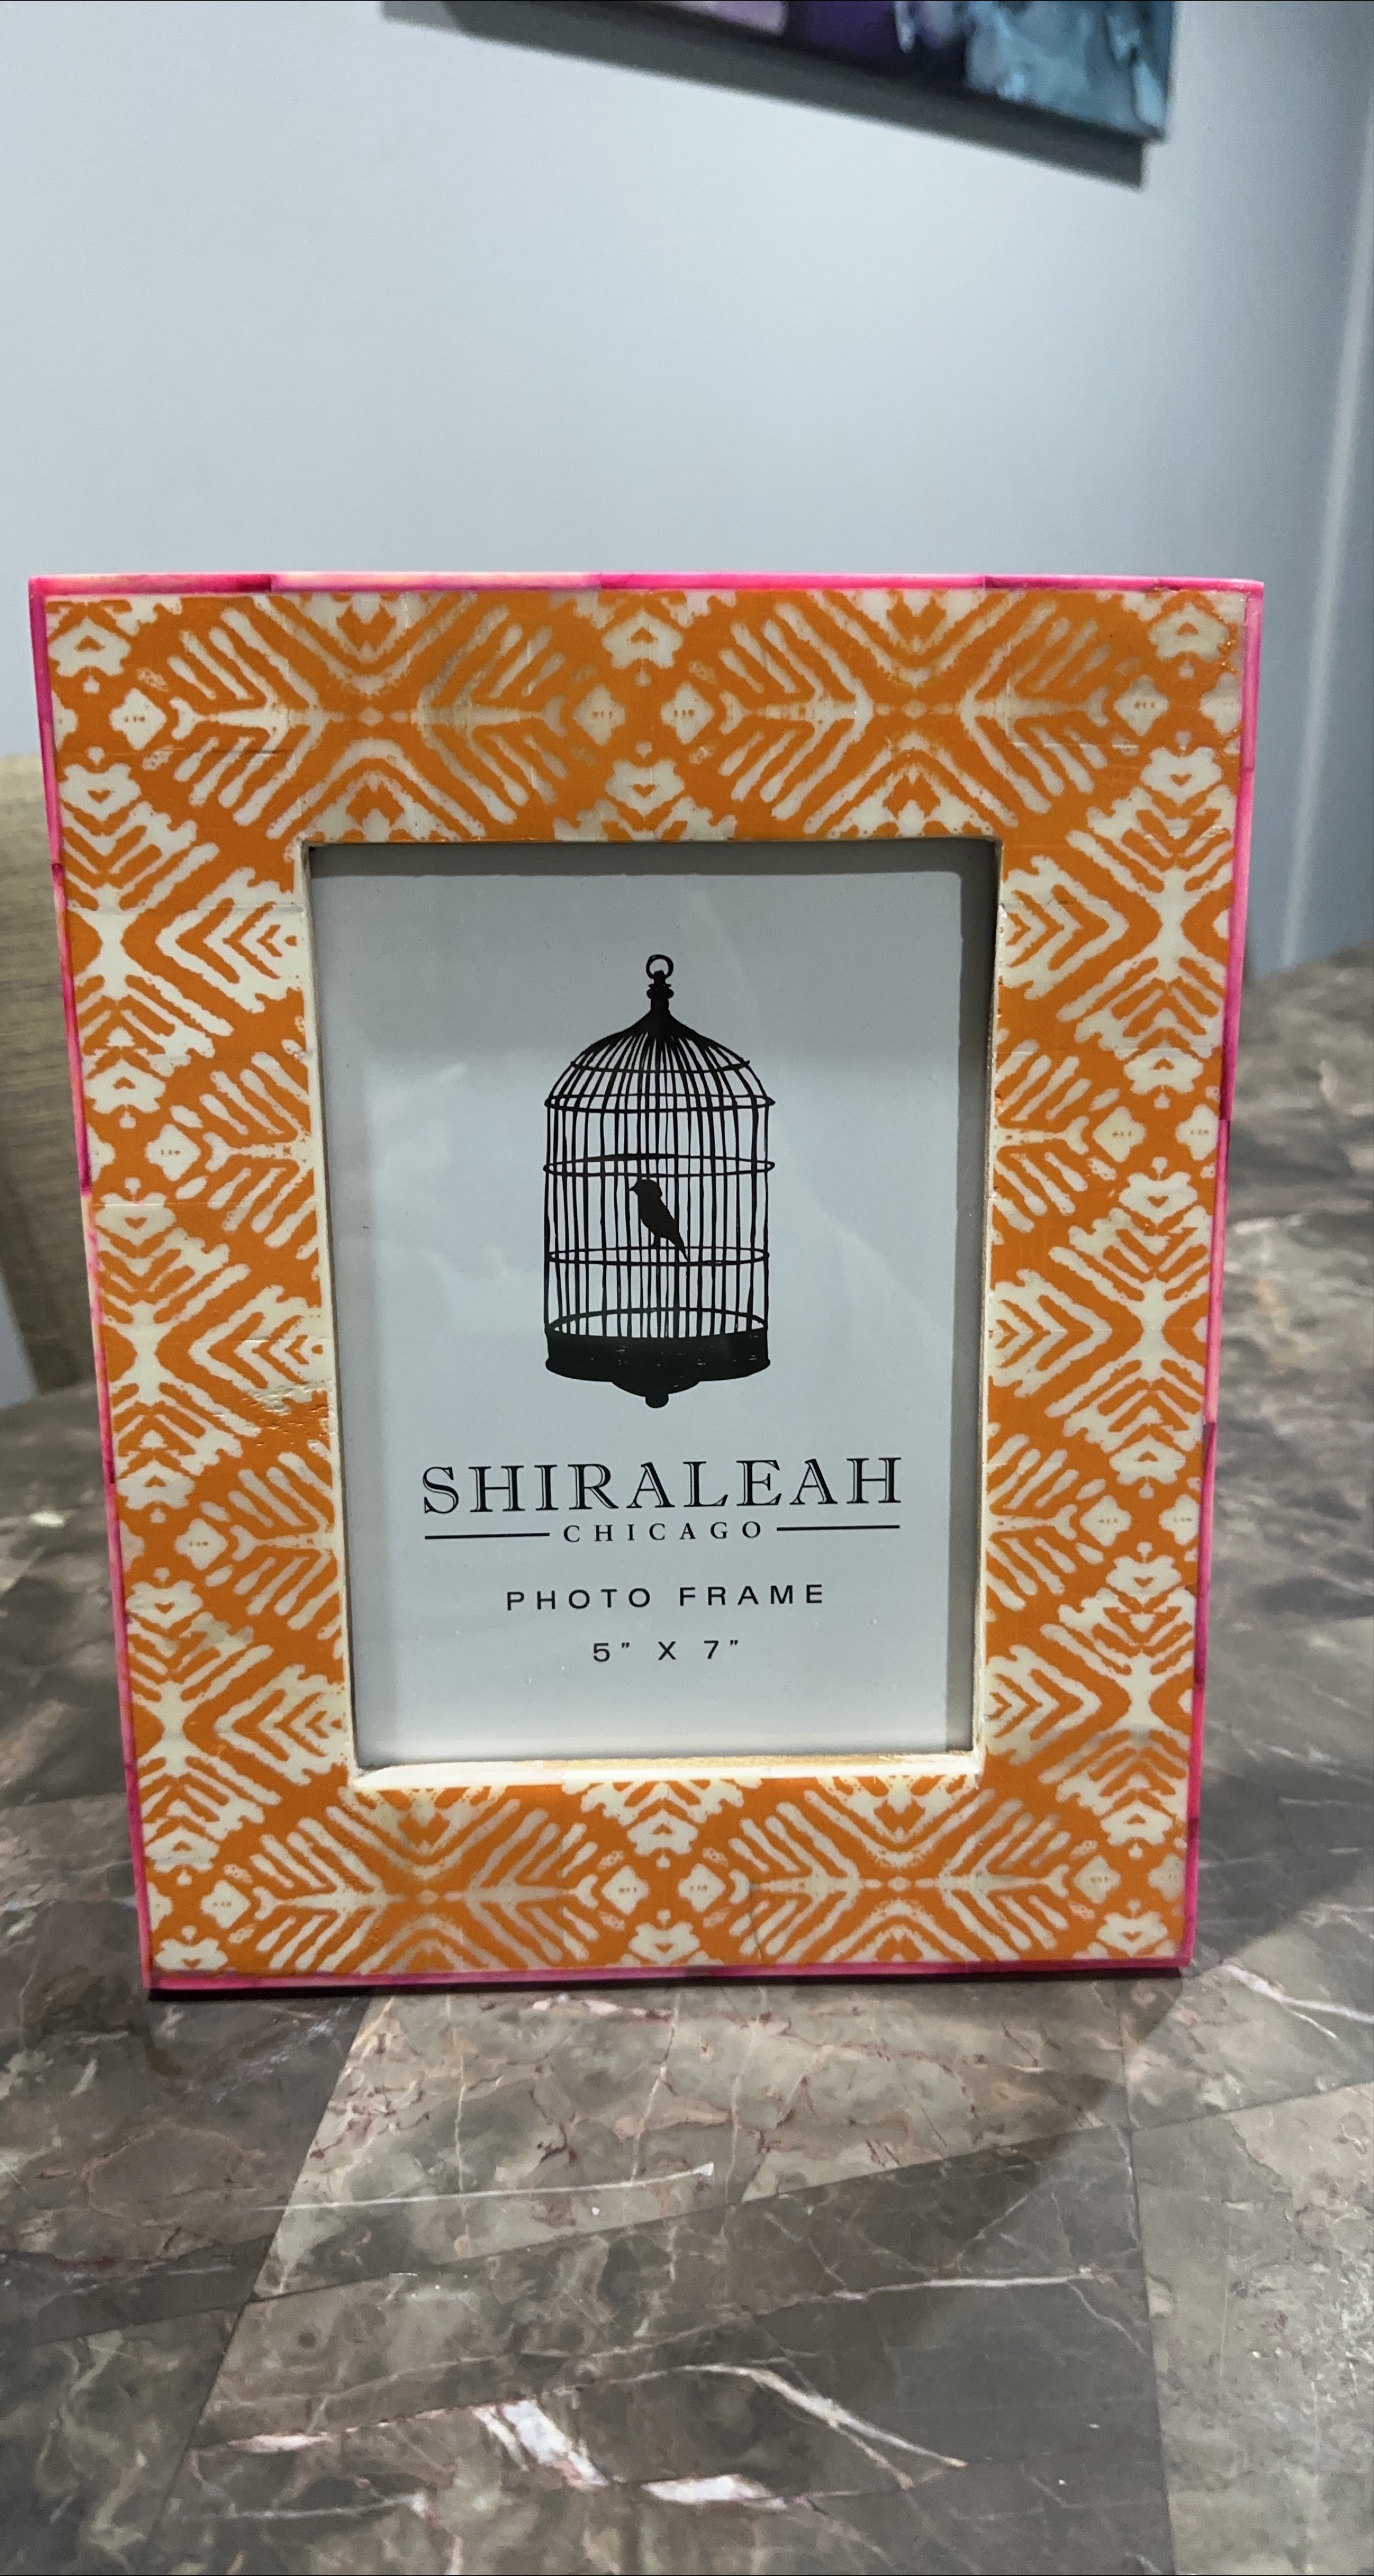 SHIRALEAH
CHICAGO
PHOTO FRAME
5" X 7"